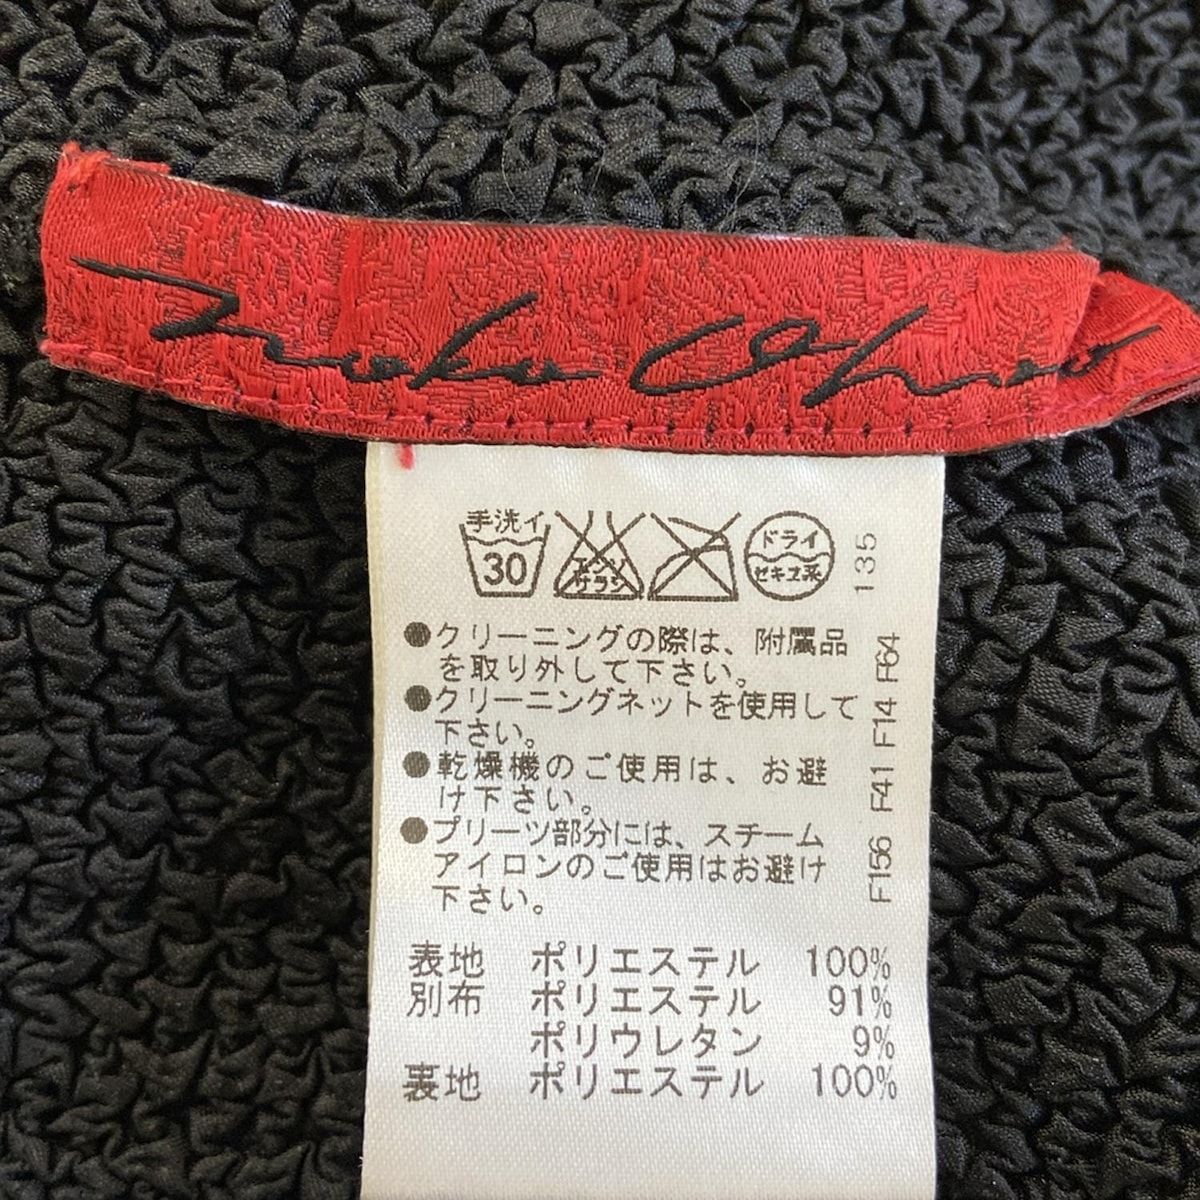 手洗イ
30
エンソ
サラシ
ドライ
セキユ系
135
●クリーニングの際は、附属品
を取り外して下さい。
●クリーニングネットを使用して
下さい。
●乾燥機のご使用は、お避
け下さい。
●プリーツ部分には、スチーム
アイロンのご使用はお避け
下さい。
F156 F41 F14 F64
表地 ポリエステル 100%
別布 ポリエステル 91%
ポリウレタン 9%
裏地 ポリエステル 100%